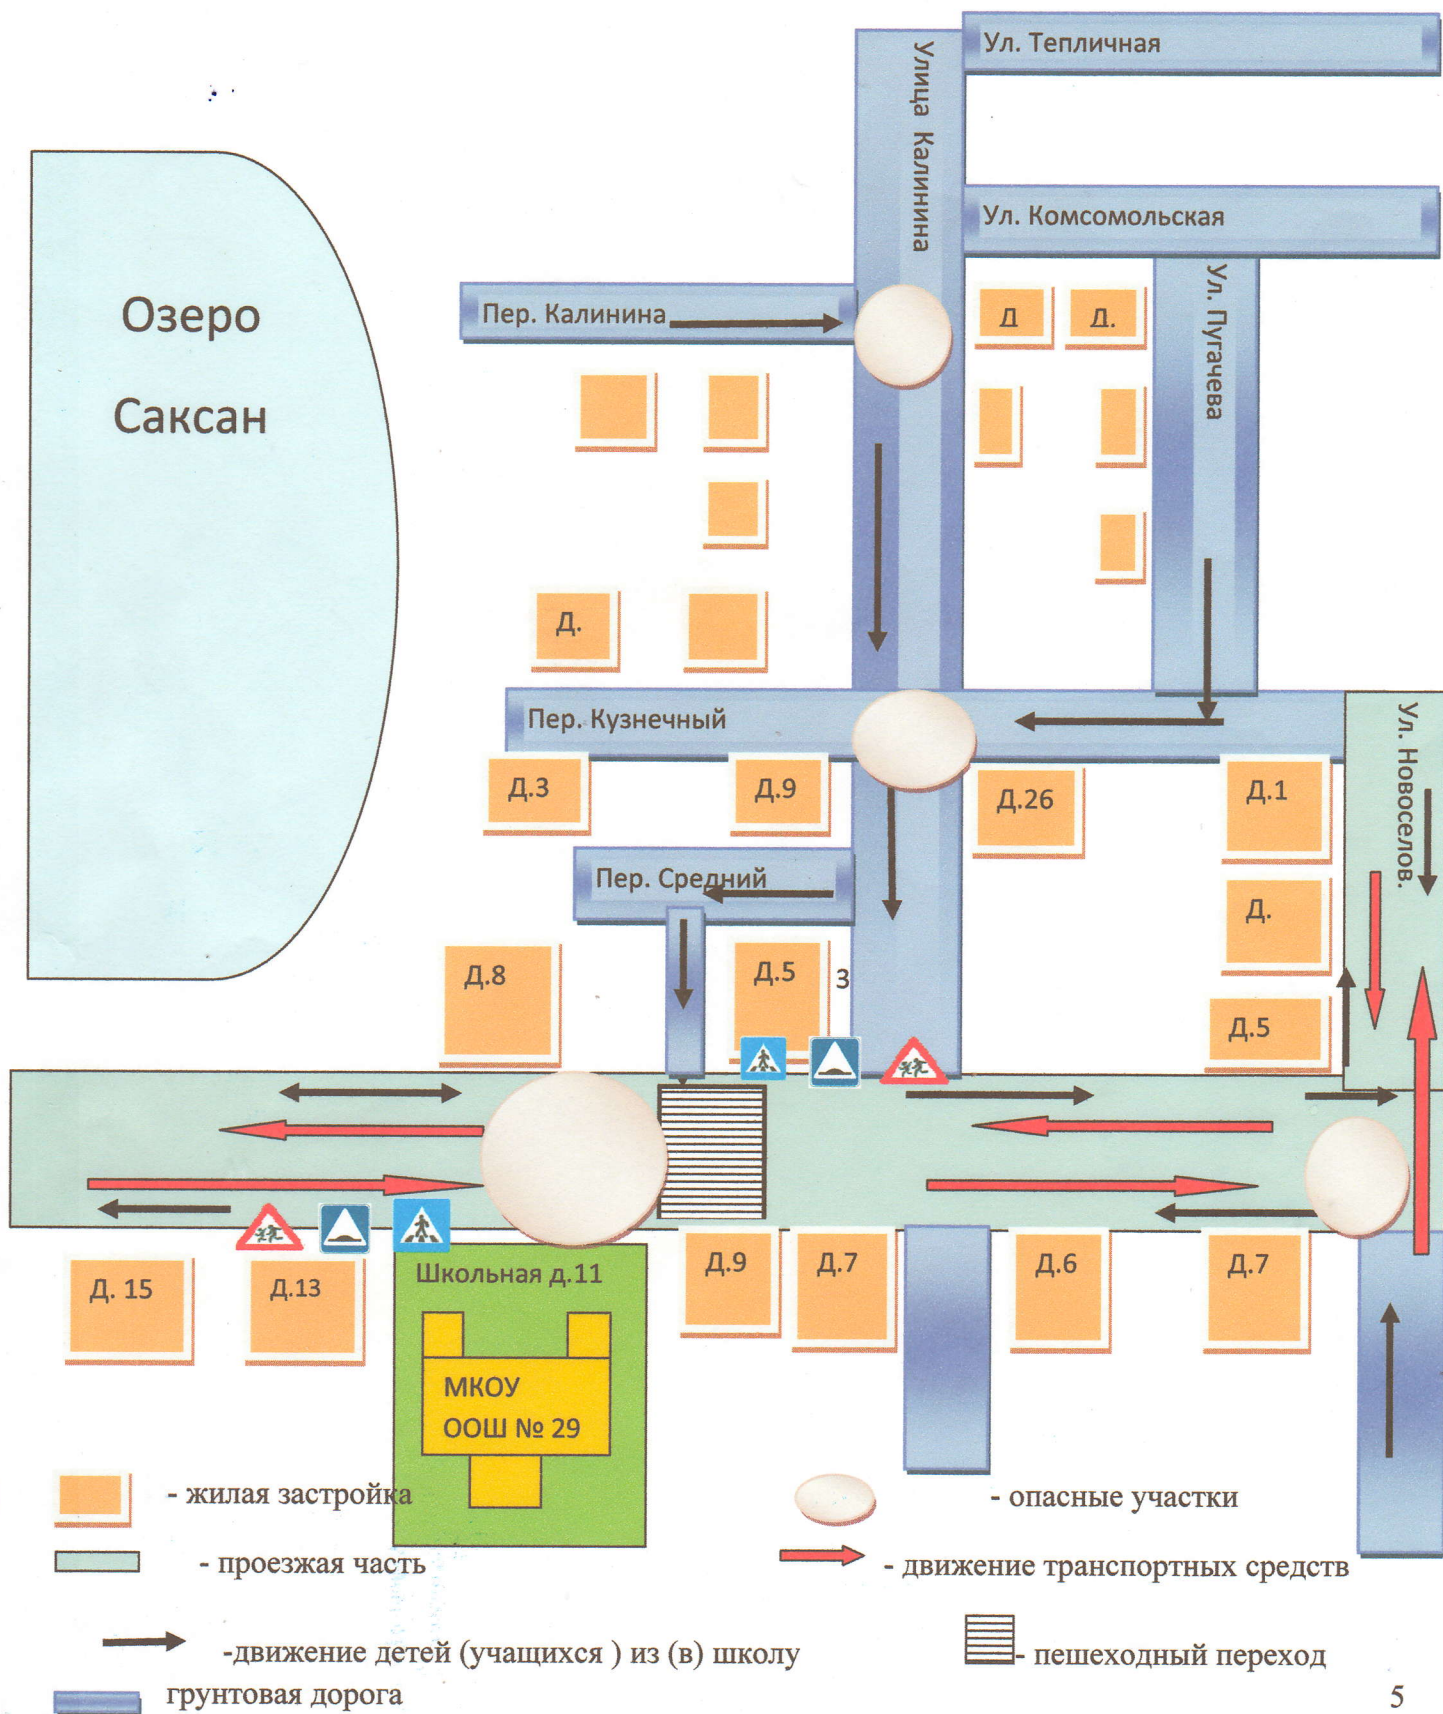 Ул. Тепличная
Улица Калинина
Ул. Комсомольская
Озеро
Саксан
Пер. Калинина
Д
Д.
Ул. Пугачева
Д.
Пер. Кузнечный
Ул. Новоселов.
Д.3
Д.9
Д.26
Д.1
Пер. Средний
Д.
Д.8
Д.5
3
Д.5
Д. 15
Д.13
Школьная д.11
Д.9
Д.7
Д.6
Д.7
МКОУ
ООШ № 29
- жилая застройка
- опасные участки
- проезжая часть
- движение транспортных средств
-движение детей (учащихся ) из (в) школу
- пешеходный переход
грунтовая дорога
5